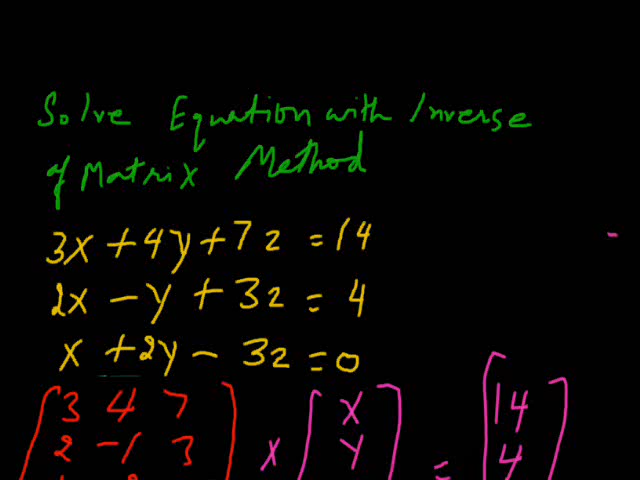 Solve Equation with Inverse
of Matrix Method
3x + 4y + 7z = 14
2x - y + 3z = 4
x + 2y - 3z = 0
3 4 7 x 14
2 -1 3 x y = 4